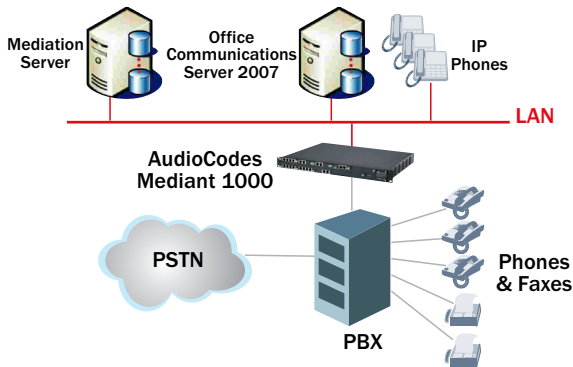 Mediation
Server
Office
Communications
Server 2007
IP
Phones
LAN
AudioCodes
Mediant 1000
PSTN
Phones
& Faxes
PBX